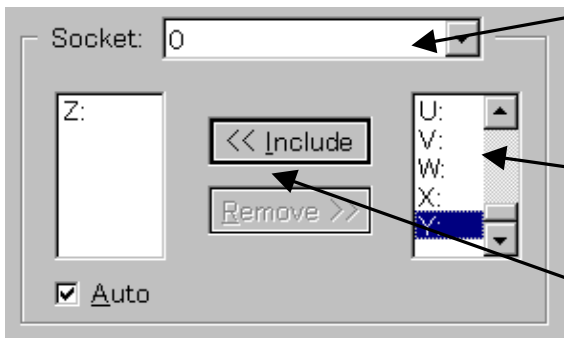 Socket: 0
Z:
<< Include
Remove >>
U:
V:
W:
X:
Y:
Auto